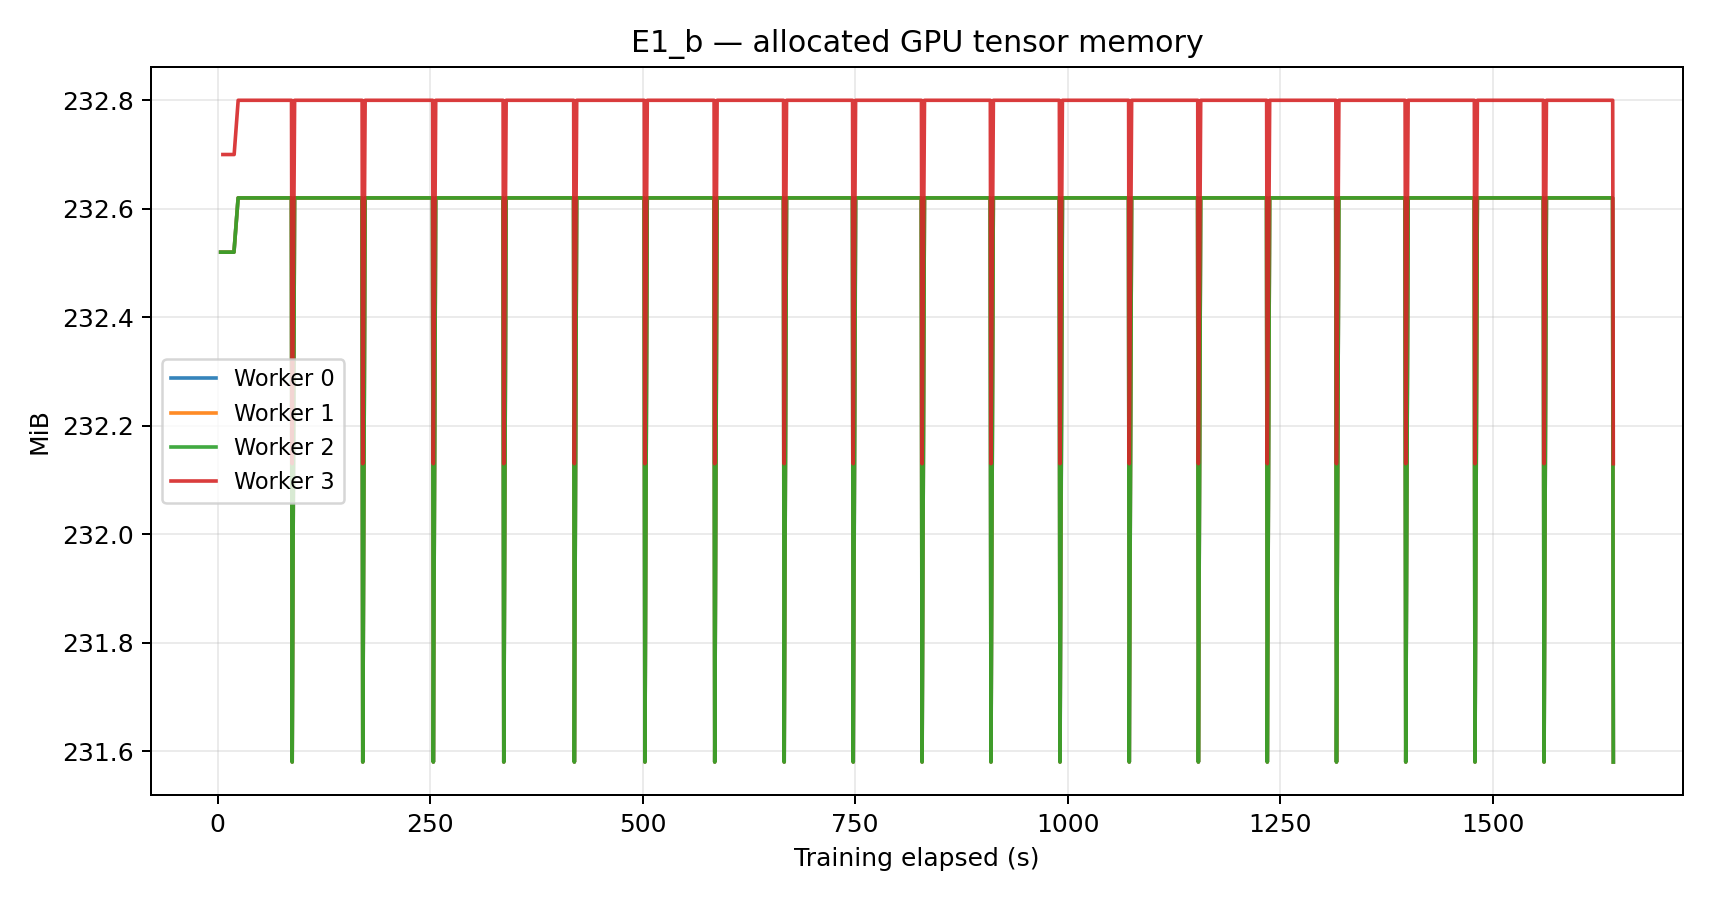 E1_b — allocated GPU tensor memory
232.8
232.6
232.4
232.2
232.0
231.8
231.6
MiB
Worker 0
Worker 1
Worker 2
Worker 3
0 250 500 750 1000 1250 1500
Training elapsed (s)